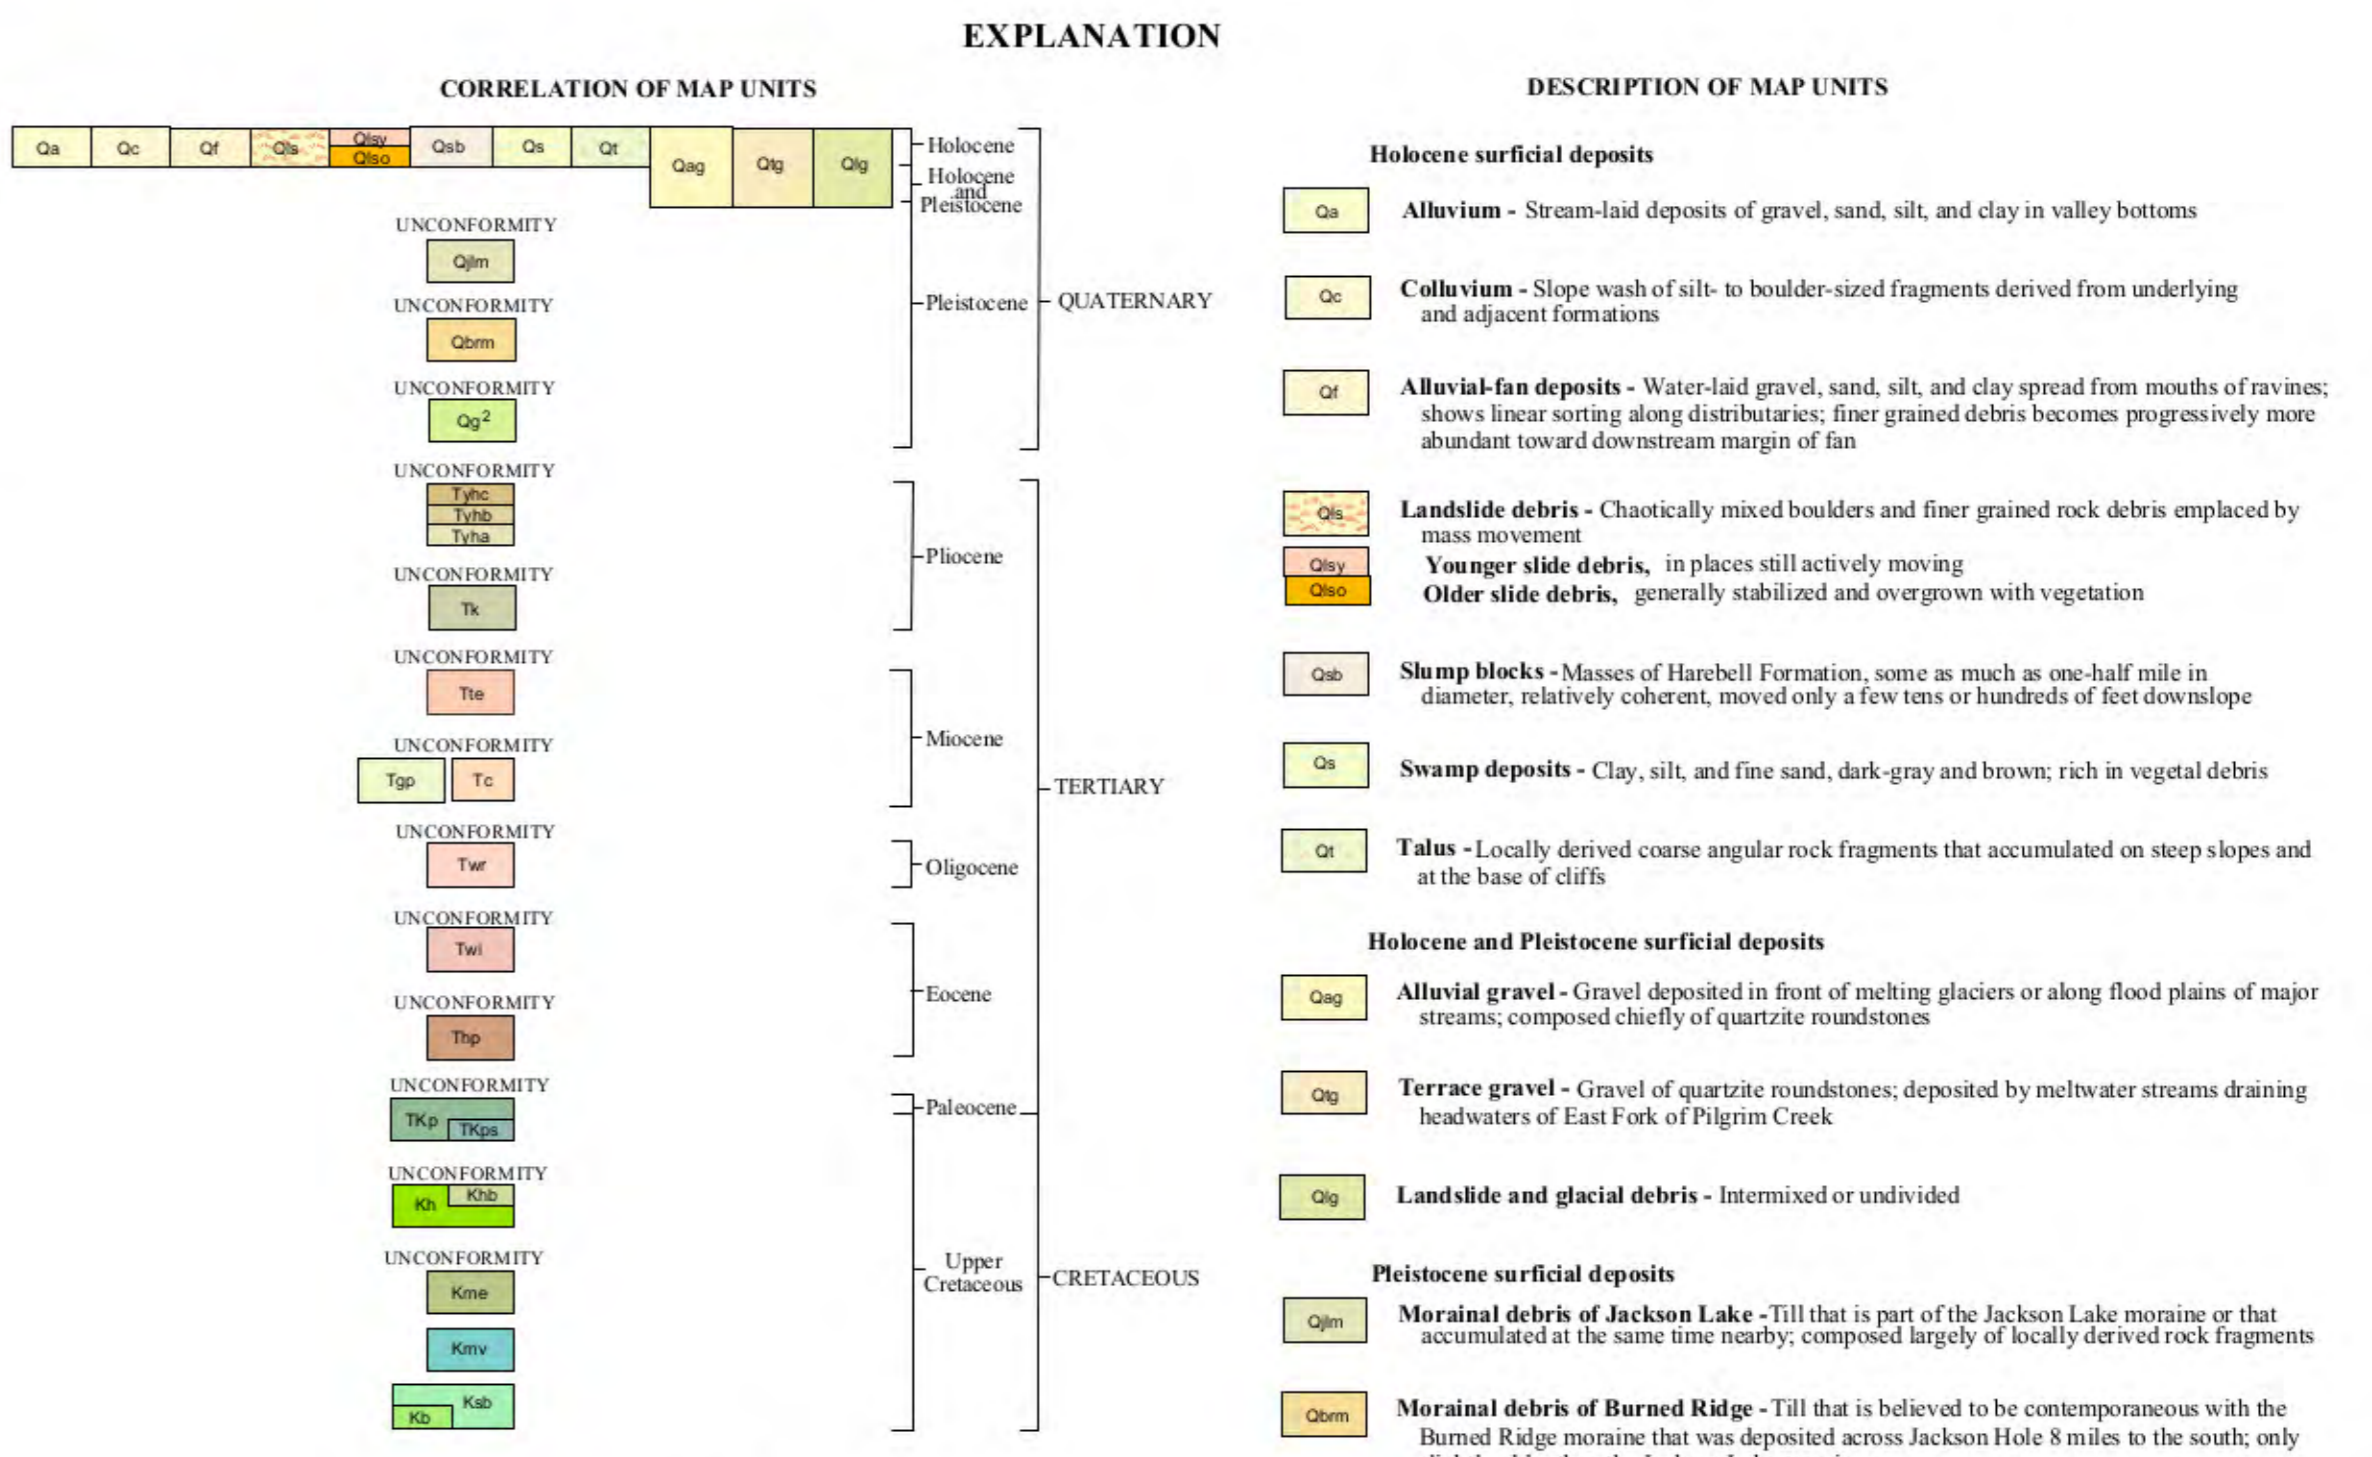 EXPLANATION
CORRELATION OF MAP UNITS
Qa
Qc
Qf
Qls
Qlsy
Qlso
Qsb
Qs
Qt
Qag
Qtg
Qlg
Holocene
Holocene
and
Pleistocene
UNCONFORMITY
Qjlm
UNCONFORMITY
Qbrm
Pleistocene
QUATERNARY
UNCONFORMITY
Qg2
UNCONFORMITY
Tyhc
Tyhb
Tyha
Pliocene
UNCONFORMITY
Tk
UNCONFORMITY
Tte
Miocene
UNCONFORMITY
Tgp
Tc
TERTIARY
UNCONFORMITY
Twr
Oligocene
UNCONFORMITY
Twi
Eocene
UNCONFORMITY
Thp
UNCONFORMITY
TKp
TKps
Paleocene
UNCONFORMITY
Kh
Khb
UNCONFORMITY
Kme
Upper
Cretaceous
CRETACEOUS
Kmv
Ksb
Kb
DESCRIPTION OF MAP UNITS
Holocene surficial deposits
Qa
Alluvium - Stream-laid deposits of gravel, sand, silt, and clay in valley bottoms
Qc
Colluvium - Slope wash of silt- to boulder-sized fragments derived from underlying
and adjacent formations
Qf
Alluvial-fan deposits - Water-laid gravel, sand, silt, and clay spread from mouths of ravines;
shows linear sorting along distributaries; finer grained debris becomes progressively more
abundant toward downstream margin of fan
Qls
Landslide debris - Chaotically mixed boulders and finer grained rock debris emplaced by
mass movement
Qlsy
Younger slide debris, in places still actively moving
Qlso
Older slide debris, generally stabilized and overgrown with vegetation
Qsb
Slump blocks - Masses of Harebell Formation, some as much as one-half mile in
diameter, relatively coherent, moved only a few tens or hundreds of feet downslope
Qs
Swamp deposits - Clay, silt, and fine sand, dark-gray and brown; rich in vegetal debris
Qt
Talus - Locally derived coarse angular rock fragments that accumulated on steep slopes and
at the base of cliffs
Holocene and Pleistocene surficial deposits
Qag
Alluvial gravel - Gravel deposited in front of melting glaciers or along flood plains of major
streams; composed chiefly of quartzite roundstones
Qtg
Terrace gravel - Gravel of quartzite roundstones; deposited by meltwater streams draining
headwaters of East Fork of Pilgrim Creek
Qlg
Landslide and glacial debris - Intermixed or undivided
Pleistocene surficial deposits
Qjlm
Morainal debris of Jackson Lake - Till that is part of the Jackson Lake moraine or that
accumulated at the same time nearby; composed largely of locally derived rock fragments
Qbrm
Morainal debris of Burned Ridge - Till that is believed to be contemporaneous with the
Burned Ridge moraine that was deposited across Jackson Hole 8 miles to the south; only